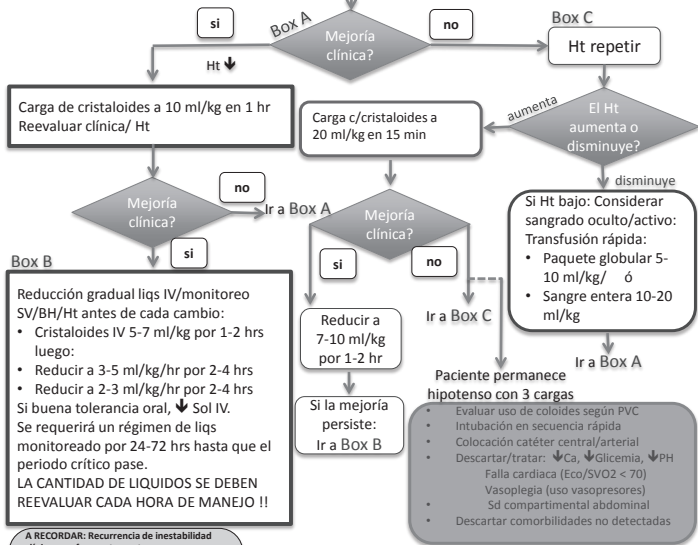 si
Box A
Mejoría
clínica?
no
Box C
Ht repetir
Ht ↓
Carga de cristaloides a 10 ml/kg en 1 hr
Reevaluar clínica/ Ht
Carga c/cristaloides a
20 ml/kg en 15 min
aumenta
El Ht
aumenta o
disminuye?
disminuye
Mejoría
clínica?
no
Ir a Box A
si
Mejoría
clínica?
si
no
Si Ht bajo: Considerar
sangrado oculto/activo:
Transfusión rápida:
• Paquete globular 5-
10 ml/kg/ ó
• Sangre entera 10-20
ml/kg
Ir a Box A
Box B
Reducción gradual liqs IV/monitoreo
SV/BH/Ht antes de cada cambio:
• Cristaloides IV 5-7 ml/kg por 1-2 hrs
luego:
• Reducir a 3-5 ml/kg/hr por 2-4 hrs
• Reducir a 2-3 ml/kg/hr por 2-4 hrs
Si buena tolerancia oral, ↓ Sol IV.
Se requerirá un régimen de liqs
monitoreado por 24-72 hrs hasta que el
periodo crítico pase.
LA CANTIDAD DE LIQUIDOS SE DEBEN
REEVALUAR CADA HORA DE MANEJO !!
Reducir a
7-10 ml/kg
por 1-2 hr
Si la mejoría
persiste:
Ir a Box B
Ir a Box C
Paciente permanece
hipotenso con 3 cargas
• Evaluar uso de coloides según PVC
• Intubación en secuencia rápida
• Colocación catéter central/arterial
• Descartar/tratar: ↓Ca, ↓Glicemia, ↓PH
Falla cardiaca (Eco/SVO2 < 70)
Vasoplegia (uso vasopresores)
• Sd compartimental abdominal
• Descartar comorbilidades no detectadas
A RECORDAR: Recurrencia de inestabilidad